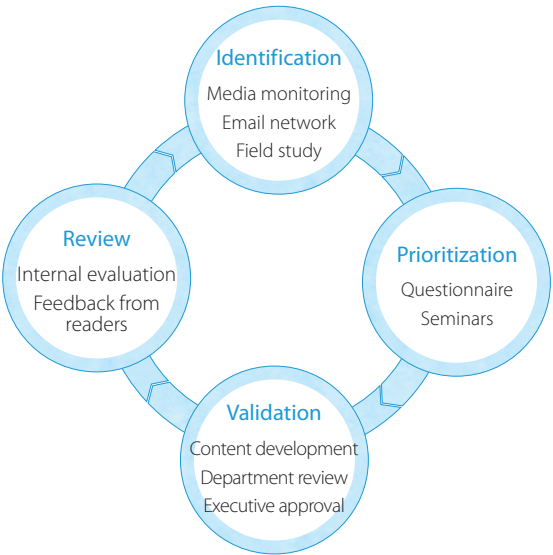 Identification
Media monitoring
Email network
Field study
Prioritization
Questionnaire
Seminars
Validation
Content development
Department review
Executive approval
Review
Internal evaluation
Feedback from
readers